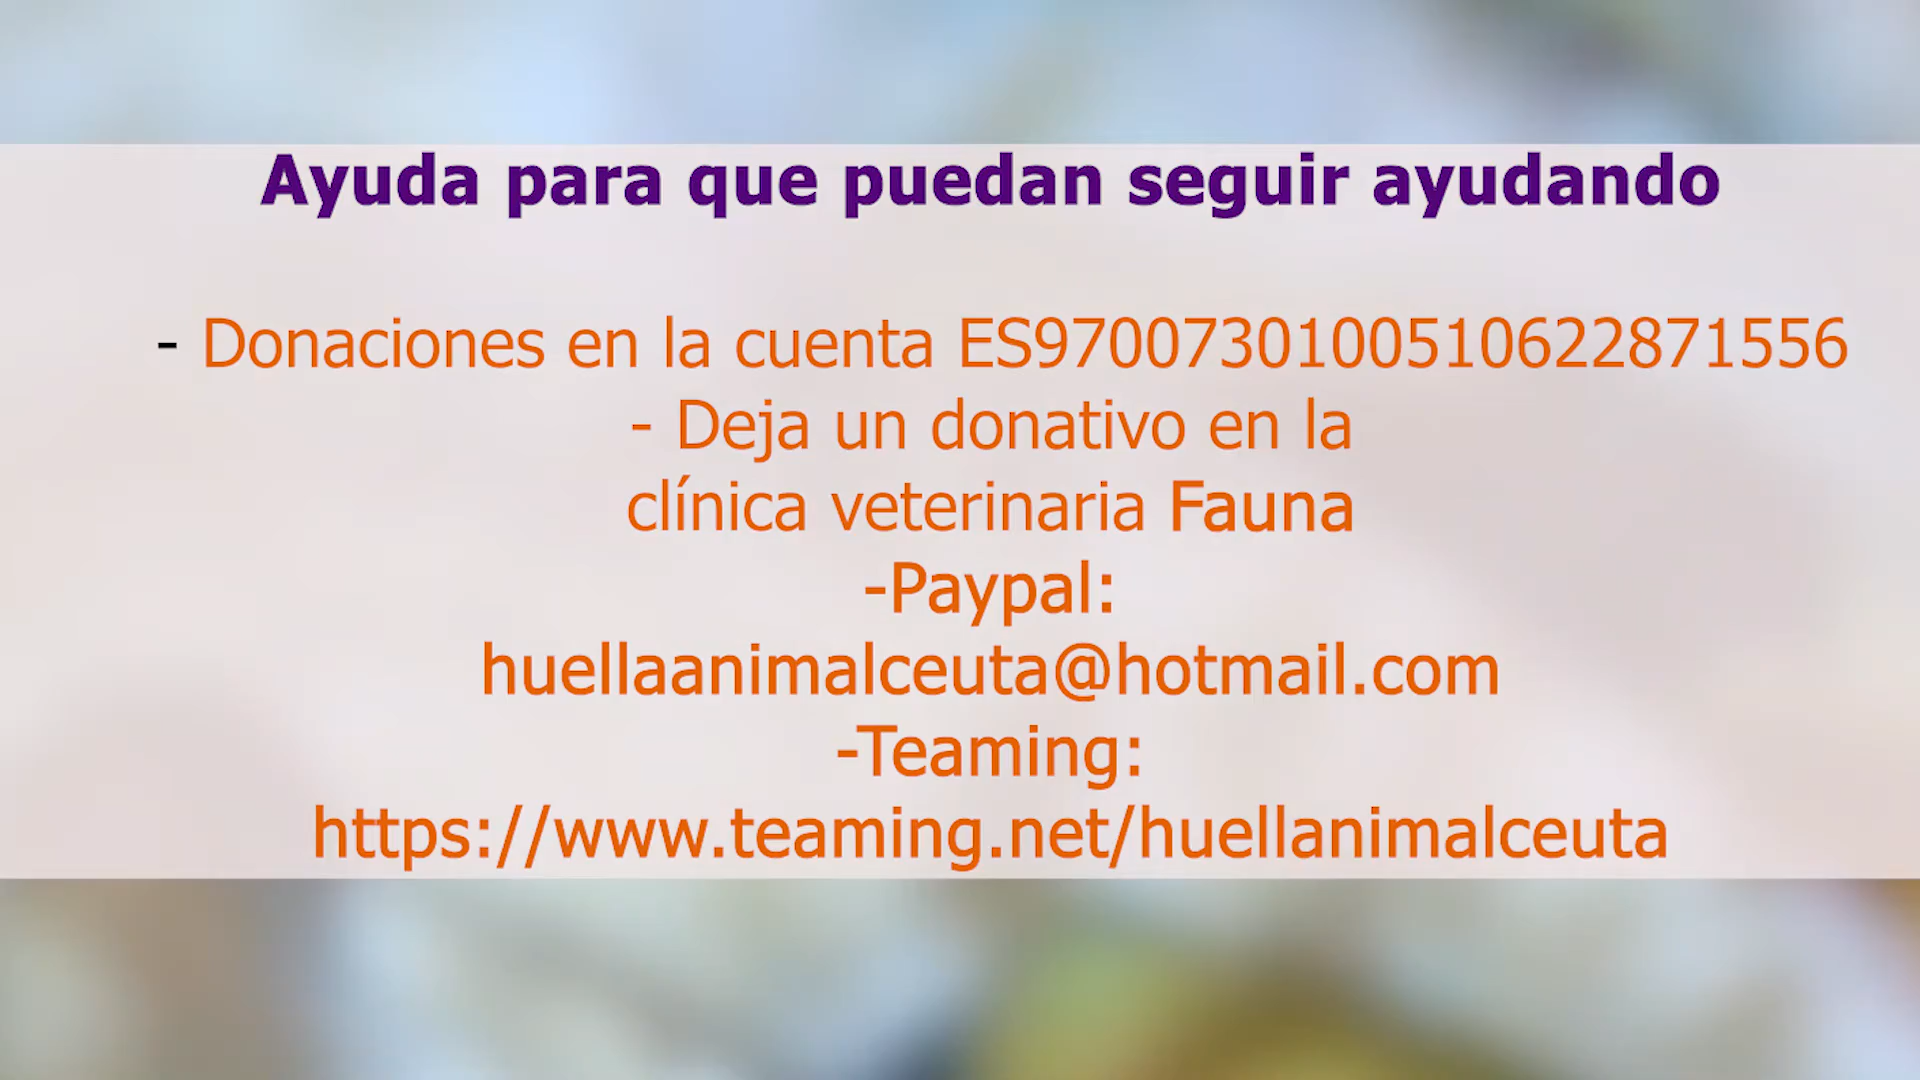 Ayuda para que puedan seguir ayudando
- Donaciones en la cuenta ES9700730100510622871556
- Deja un donativo en la
clínica veterinaria Fauna
-Paypal:
huellaanimalceuta@hotmail.com
-Teaming:
https://www.teaming.net/huellanimalceuta